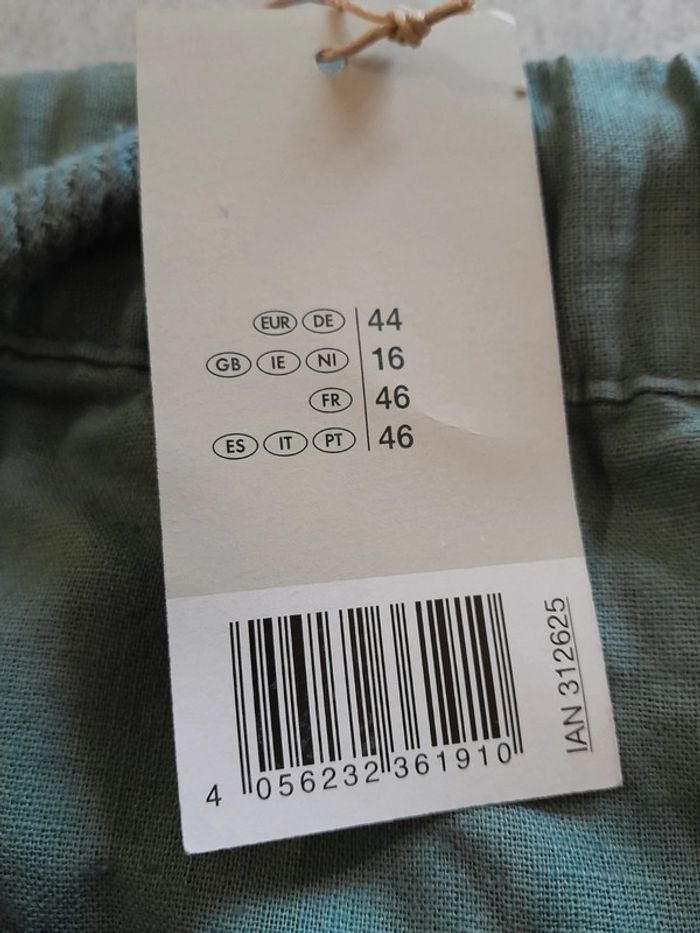 EUR DE 44
GB IE NI 16
FR 46
ES IT PT 46
4 056232 361910
IAN 312625